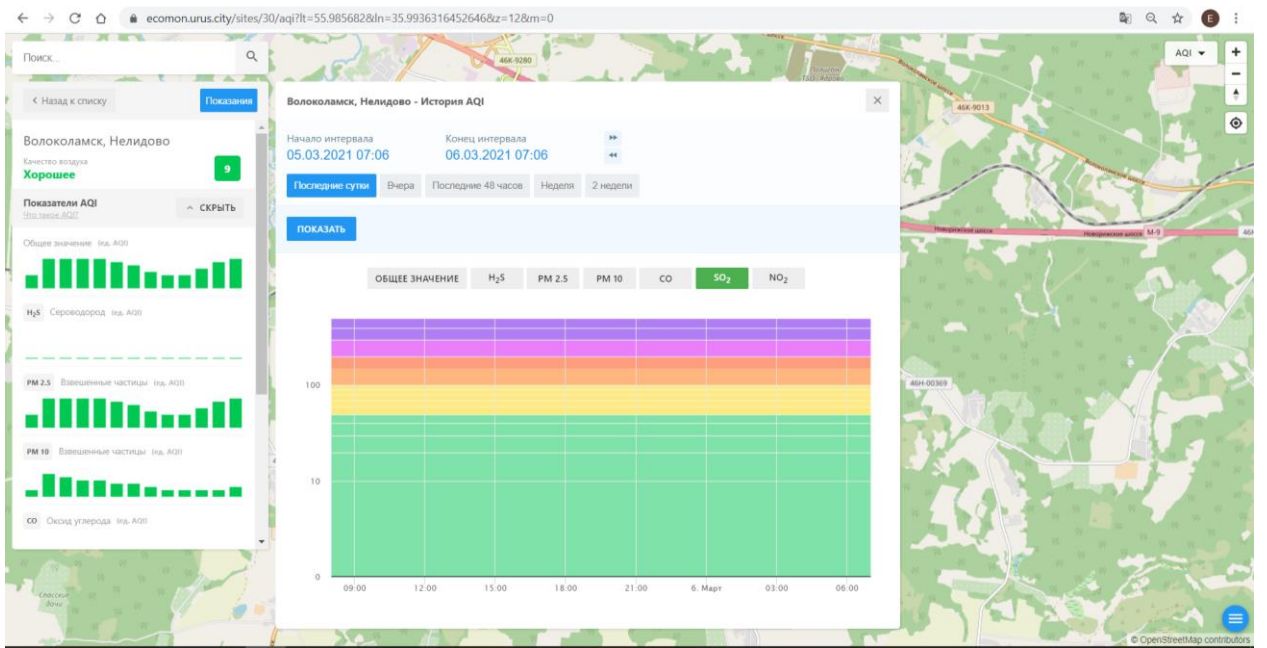 ecomon.urus.city/sites/30/aqi?lt=55.985682&ln=35.9936316452646&z=12&m=0
E
Поиск...
46К-9280
AQI
Назад к списку
Показания
Волоколамск, Нелидово - История AQI
46К-9013
Волоколамск, Нелидово
Качество воздуха
Хорошее
9
Начало интервала
Конец интервала
05.03.2021 07:06
06.03.2021 07:06
Последние сутки
Вчера
Последние 48 часов
Неделя
2 недели
Показатели AQI
Что такое AQI?
СКРЫТЬ
ПОКАЗАТЬ
Новорижское шоссе
Новорижское шоссе
М-9
Общее значение (ед. AQI)
ОБЩЕЕ ЗНАЧЕНИЕ
H₂S
PM 2.5
PM 10
CO
SO₂
NO₂
H₂S Сероводород (ед. AQI)
PM 2.5 Взвешенные частицы (ед. AQI)
100
46Н-00369
PM 10 Взвешенные частицы (ед. AQI)
10
CO Оксид углерода (ед. AQI)
0
09:00
12:00
15:00
18:00
21:00
6. Март
03:00
06:00
Спасские
дачи
© OpenStreetMap contributors